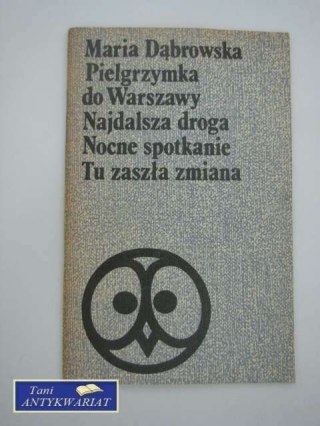 Maria Dąbrowska
Pielgrzymka
do Warszawy
Najdalsza droga
Nocne spotkanie
Tu zaszła zmiana
Tani
ANTYKWARIAT